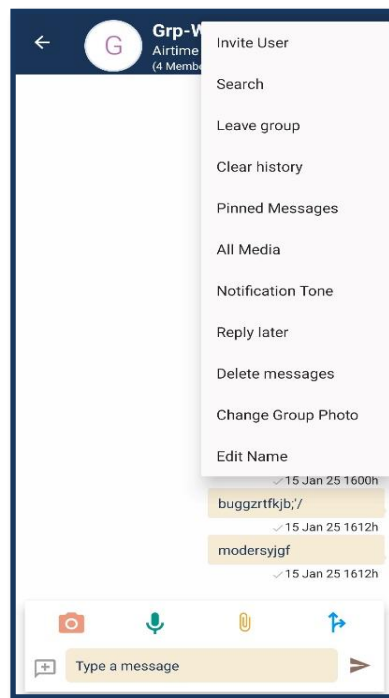 G
Grp-W
Airtime
(4 Membe
Invite User
Search
Leave group
Clear history
Pinned Messages
All Media
Notification Tone
Reply later
Delete messages
Change Group Photo
Edit Name
15 Jan 25 1600h
buggzrtfkjb;'/
15 Jan 25 1612h
modersyjgf
15 Jan 25 1612h
Type a message